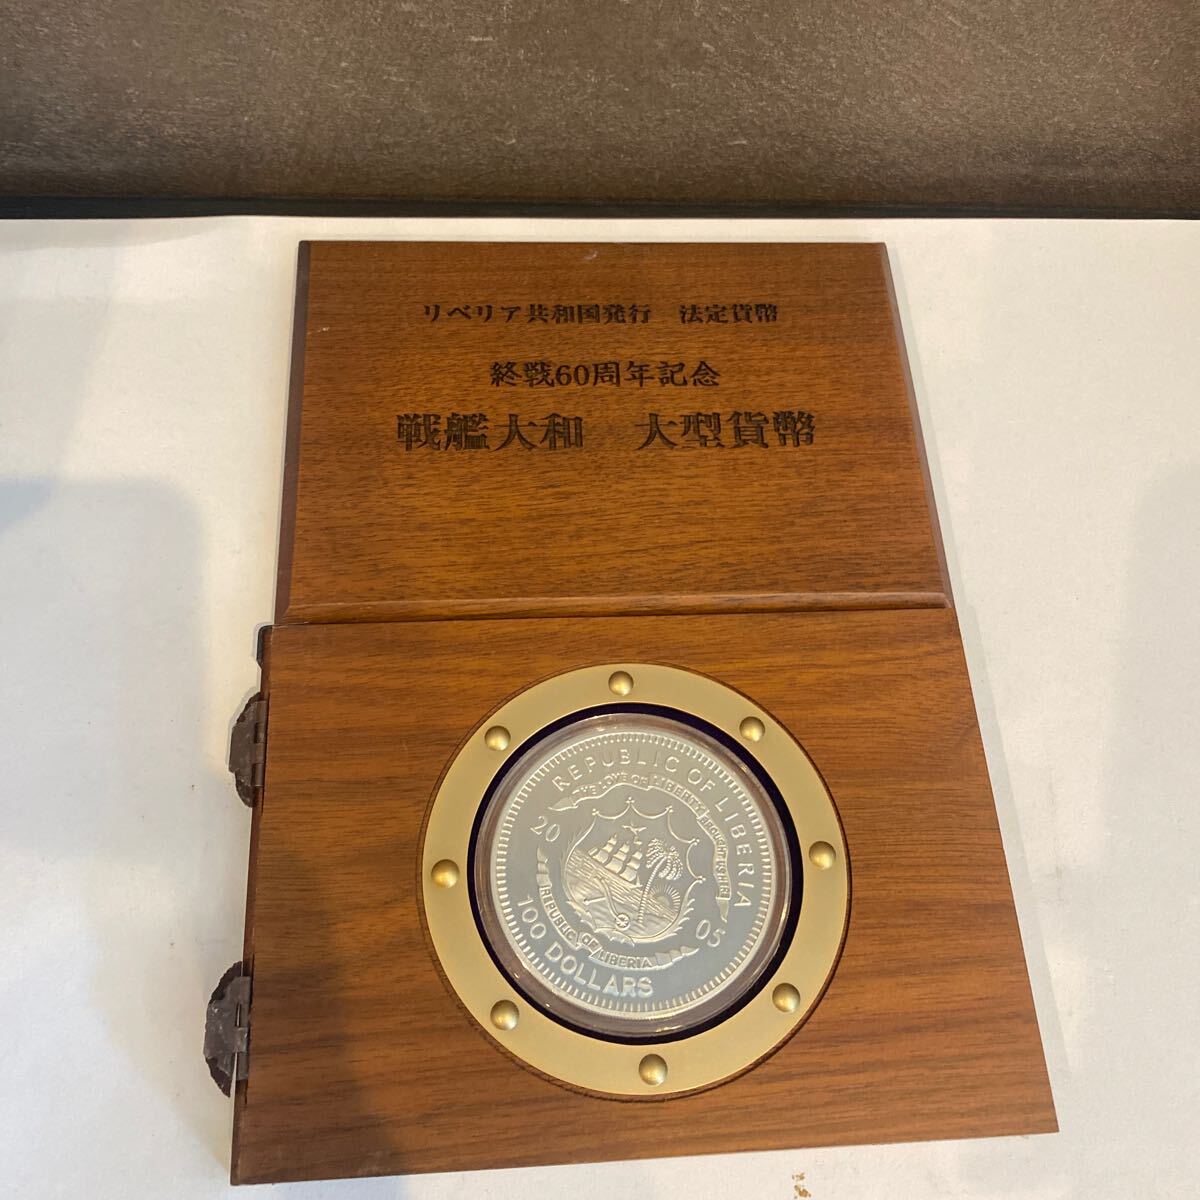 リベリア共和国発行　法定貨幣
終戦60周年記念
戦艦大和　大型貨幣
REPUBLIC OF LIBERIA
THE LOVE OF LIBERTY BROUGHT US HERE
20 05
REPUBLIC OF LIBERIA
100 DOLLARS